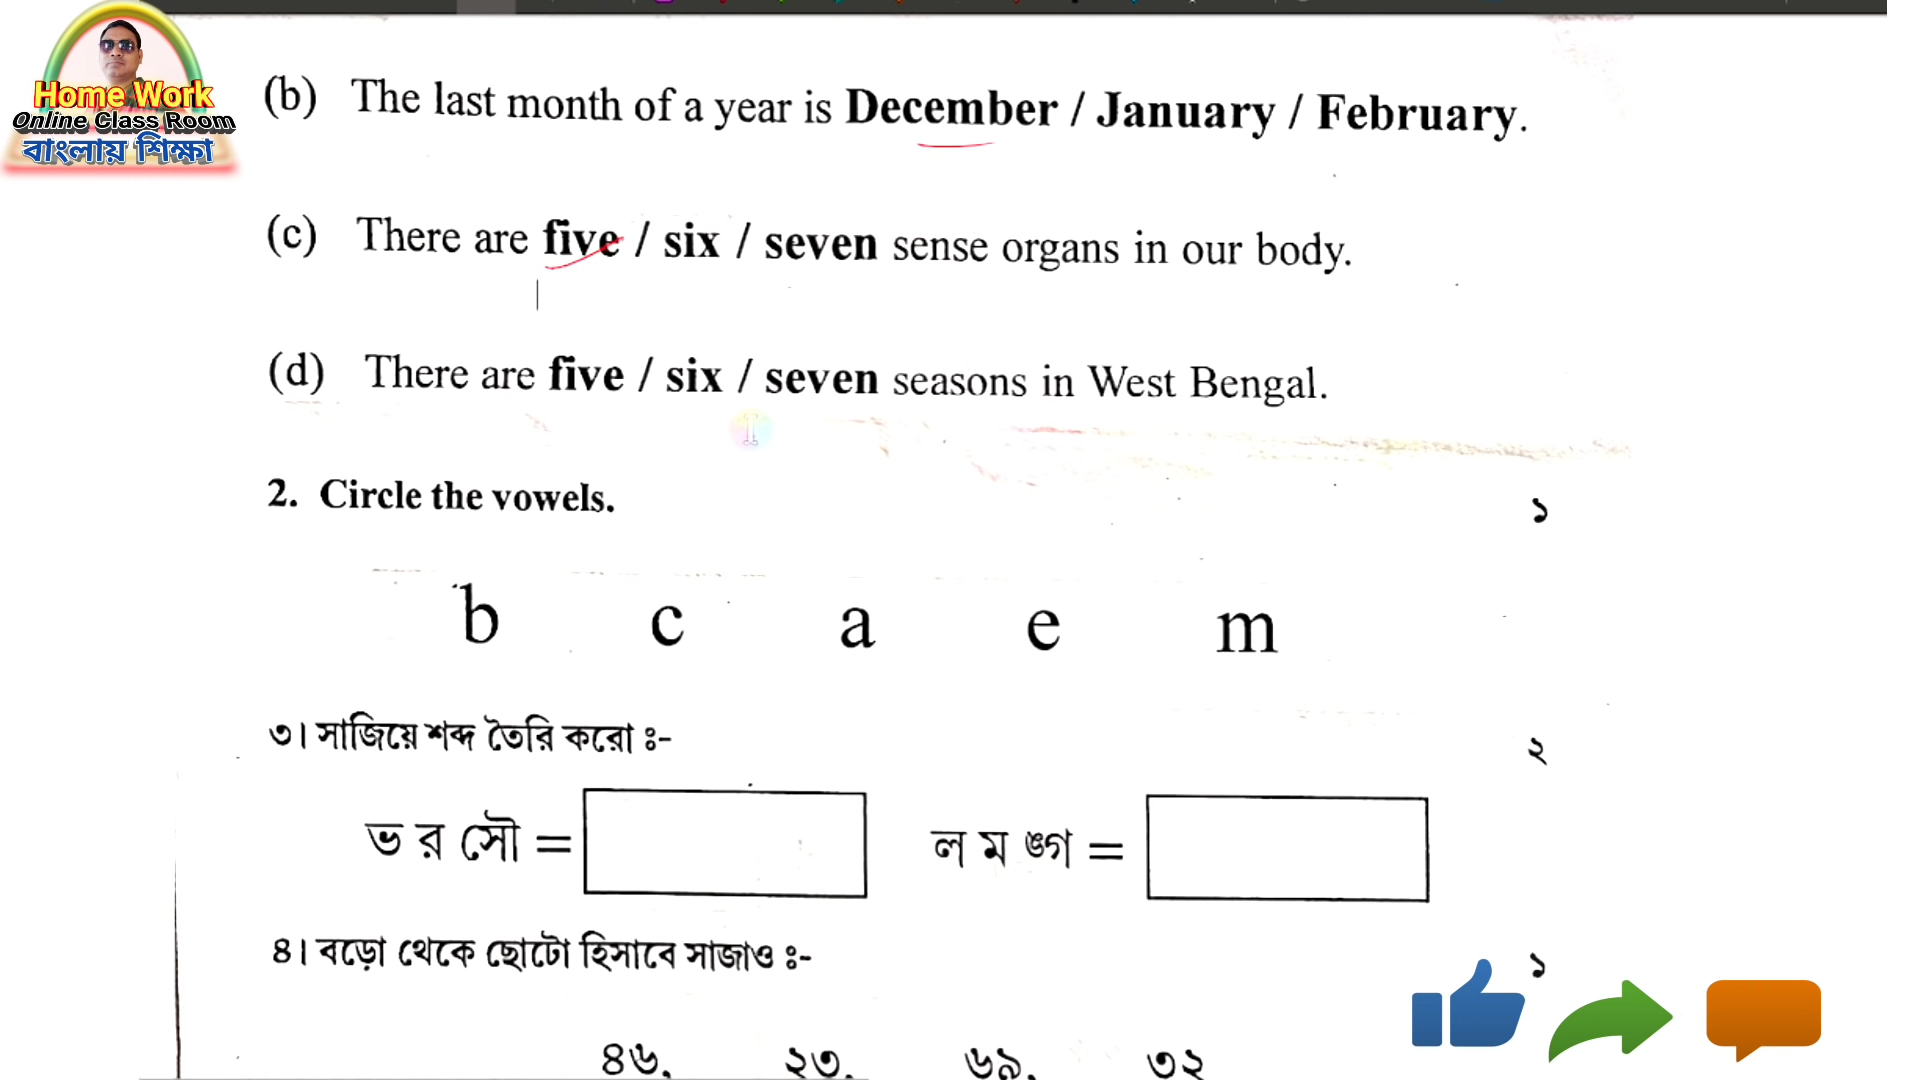 Home Work
Online Class Room
বাংলায় শিক্ষা
(b) The last month of a year is December / January / February.
(c) There are five / six / seven sense organs in our body.
(d) There are five / six / seven seasons in West Bengal.
2. Circle the vowels. ১
b c a e m
৩। সাজিয়ে শব্দ তৈরি করো ঃ- ২
ভ র সৌ = ল ম ঙ্গ =
৪। বড়ো থেকে ছোটো হিসাবে সাজাও ঃ- ১
৪৬, ২৩, ৬৯, ৩২